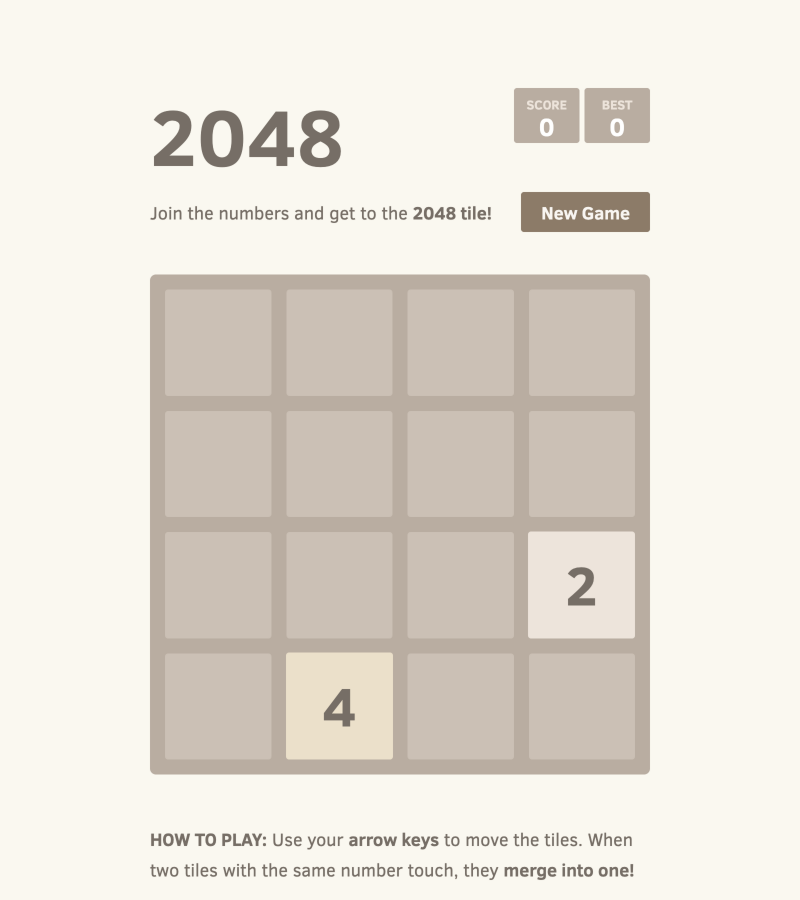 2048
SCORE
0
BEST
0
Join the numbers and get to the 2048 tile!
New Game
2
4
HOW TO PLAY: Use your arrow keys to move the tiles. When
two tiles with the same number touch, they merge into one!